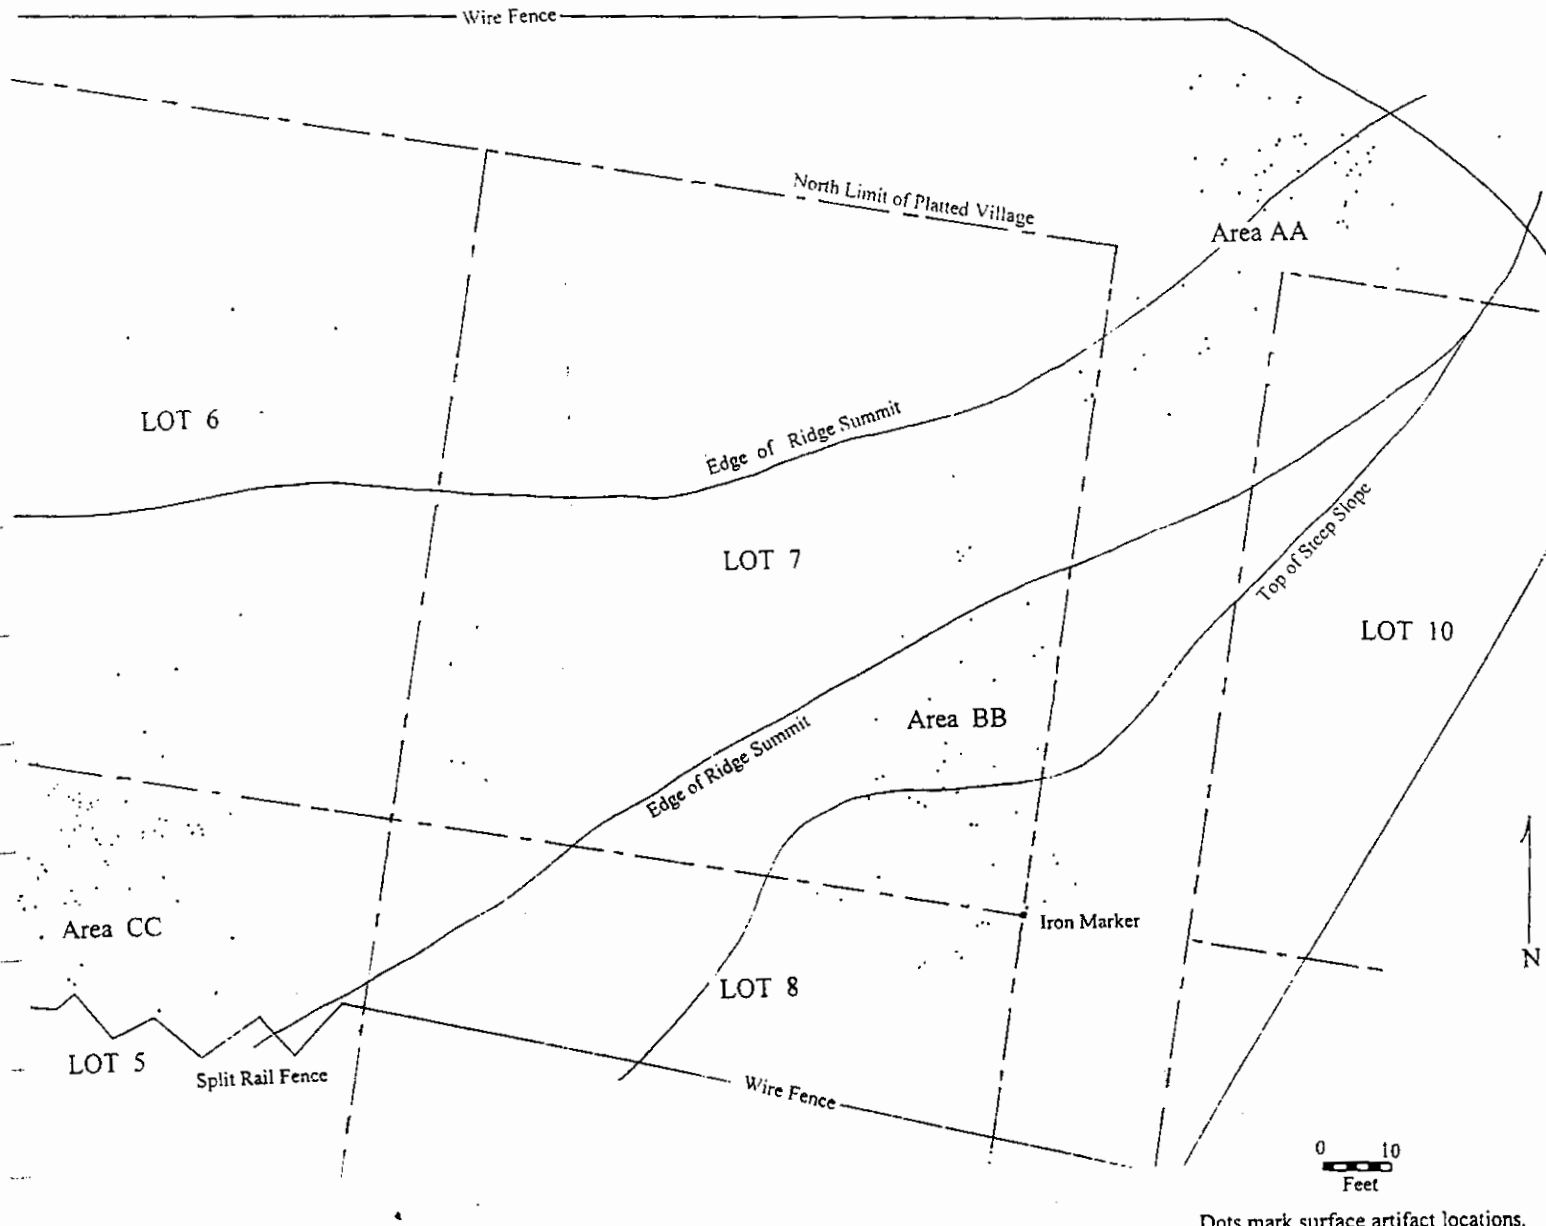 Wire Fence
North Limit of Platted Village
Area AA
LOT 6
Edge of Ridge Summit
LOT 7
Top of Steep Slope
LOT 10
Area BB
Edge of Ridge Summit
Iron Marker
Area CC
N
LOT 8
LOT 5
Split Rail Fence
Wire Fence
0 10
Feet
Dots mark surface artifact locations.